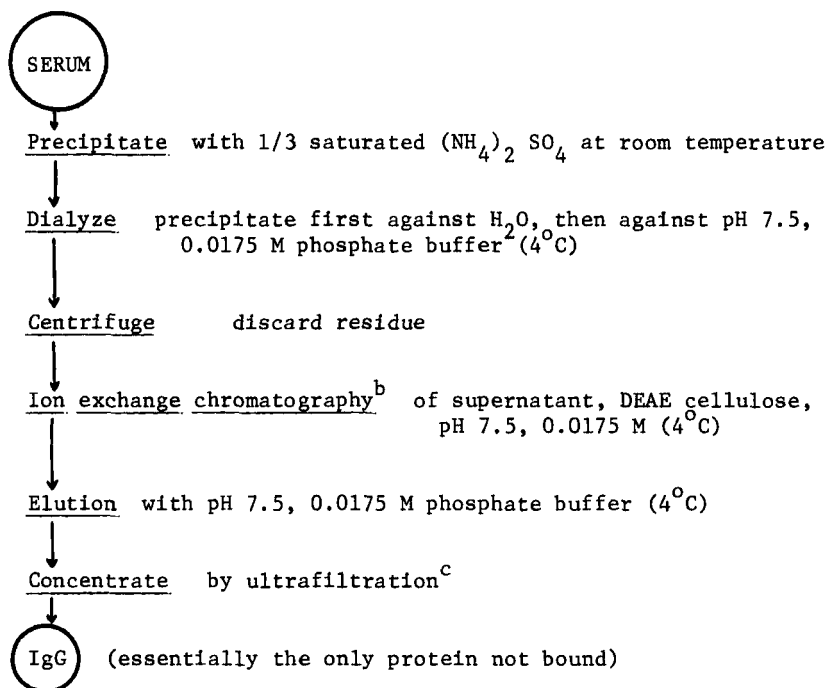 SERUM
Precipitate with 1/3 saturated (NH4)2 SO4 at room temperature
Dialyze precipitate first against H2O, then against pH 7.5,
0.0175 M phosphate buffer (4°C)
Centrifuge discard residue
Ion exchange chromatography^b of supernatant, DEAE cellulose,
pH 7.5, 0.0175 M (4°C)
Elution with pH 7.5, 0.0175 M phosphate buffer (4°C)
Concentrate by ultrafiltration^c
IgG (essentially the only protein not bound)